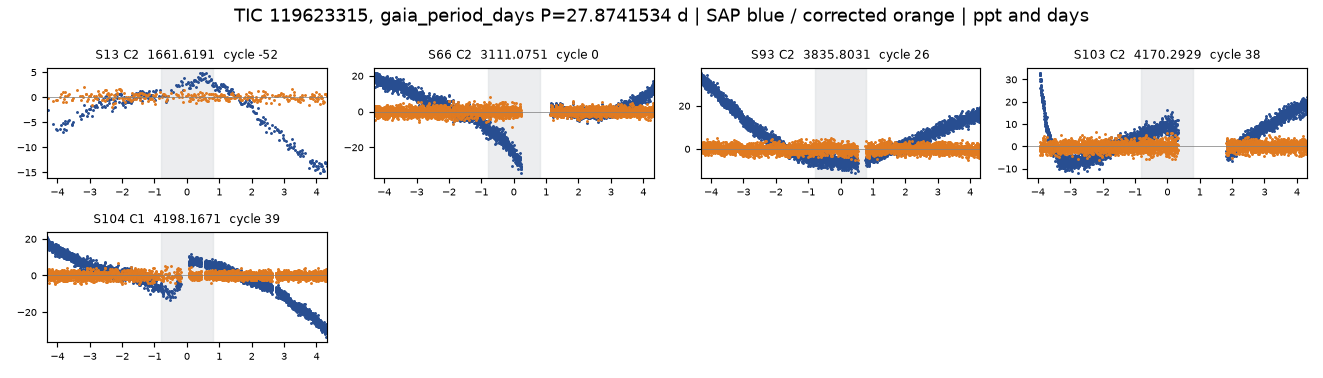 TIC 119623315, gaia_period_days P=27.8741534 d | SAP blue / corrected orange | ppt and days
S13 C2 1661.6191 cycle -52
5
0
−5
−10
−15
−4 −3 −2 −1 0 1 2 3 4
S66 C2 3111.0751 cycle 0
20
0
−20
−4 −3 −2 −1 0 1 2 3 4
S93 C2 3835.8031 cycle 26
20
0
−4 −3 −2 −1 0 1 2 3 4
S103 C2 4170.2929 cycle 38
30
20
10
0
−10
−4 −3 −2 −1 0 1 2 3 4
S104 C1 4198.1671 cycle 39
20
0
−20
−4 −3 −2 −1 0 1 2 3 4